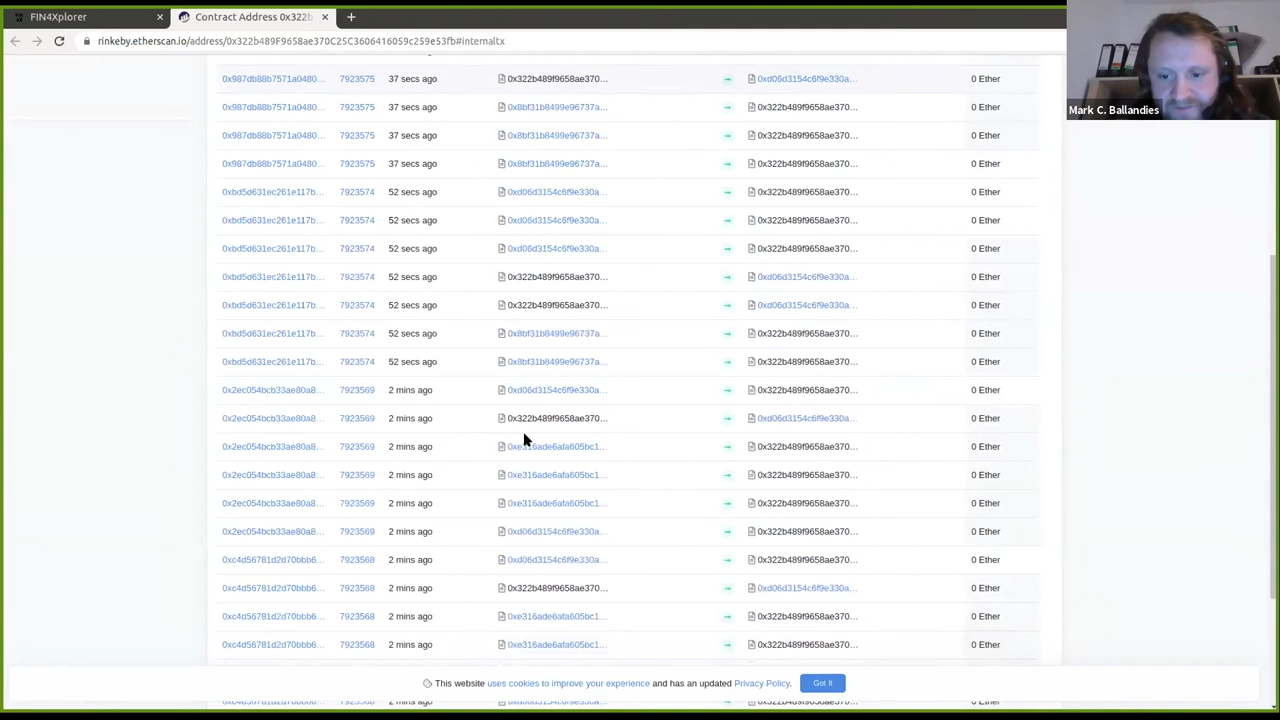 FIN4Xplorer
Contract Address 0x322b
rinkeby.etherscan.io/address/0x322b489F9658ae370C25C3606416059c259e53fb#internaltx
Mark C. Ballandies
0x987db88b7571a0480... 7923575 37 secs ago 0x322b489f9658ae370... 0xd06d3154c6f9e330a... 0 Ether
0x987db88b7571a0480... 7923575 37 secs ago 0x8bf31b8499e96737a... 0x322b489f9658ae370... 0 Ether
0x987db88b7571a0480... 7923575 37 secs ago 0x8bf31b8499e96737a... 0x322b489f9658ae370... 0 Ether
0x987db88b7571a0480... 7923575 37 secs ago 0x8bf31b8499e96737a... 0x322b489f9658ae370... 0 Ether
0xbd5d631ec261e117b... 7923574 52 secs ago 0xd06d3154c6f9e330a... 0x322b489f9658ae370... 0 Ether
0xbd5d631ec261e117b... 7923574 52 secs ago 0xd06d3154c6f9e330a... 0x322b489f9658ae370... 0 Ether
0xbd5d631ec261e117b... 7923574 52 secs ago 0xd06d3154c6f9e330a... 0x322b489f9658ae370... 0 Ether
0xbd5d631ec261e117b... 7923574 52 secs ago 0x322b489f9658ae370... 0xd06d3154c6f9e330a... 0 Ether
0xbd5d631ec261e117b... 7923574 52 secs ago 0x322b489f9658ae370... 0xd06d3154c6f9e330a... 0 Ether
0xbd5d631ec261e117b... 7923574 52 secs ago 0x8bf31b8499e96737a... 0x322b489f9658ae370... 0 Ether
0xbd5d631ec261e117b... 7923574 52 secs ago 0x8bf31b8499e96737a... 0x322b489f9658ae370... 0 Ether
0x2ec054bcb33ae80a8... 7923569 2 mins ago 0xd06d3154c6f9e330a... 0x322b489f9658ae370... 0 Ether
0x2ec054bcb33ae80a8... 7923569 2 mins ago 0x322b489f9658ae370... 0xd06d3154c6f9e330a... 0 Ether
0x2ec054bcb33ae80a8... 7923569 2 mins ago 0xe316ade6afa605bc1... 0x322b489f9658ae370... 0 Ether
0x2ec054bcb33ae80a8... 7923569 2 mins ago 0xe316ade6afa605bc1... 0x322b489f9658ae370... 0 Ether
0x2ec054bcb33ae80a8... 7923569 2 mins ago 0xe316ade6afa605bc1... 0x322b489f9658ae370... 0 Ether
0x2ec054bcb33ae80a8... 7923569 2 mins ago 0xd06d3154c6f9e330a... 0x322b489f9658ae370... 0 Ether
0xc4d56781d2d70bbb6... 7923568 2 mins ago 0xd06d3154c6f9e330a... 0x322b489f9658ae370... 0 Ether
0xc4d56781d2d70bbb6... 7923568 2 mins ago 0x322b489f9658ae370... 0xd06d3154c6f9e330a... 0 Ether
0xc4d56781d2d70bbb6... 7923568 2 mins ago 0xe316ade6afa605bc1... 0x322b489f9658ae370... 0 Ether
0xc4d56781d2d70bbb6... 7923568 2 mins ago 0xe316ade6afa605bc1... 0x322b489f9658ae370... 0 Ether
This website uses cookies to improve your experience and has an updated Privacy Policy. Got It